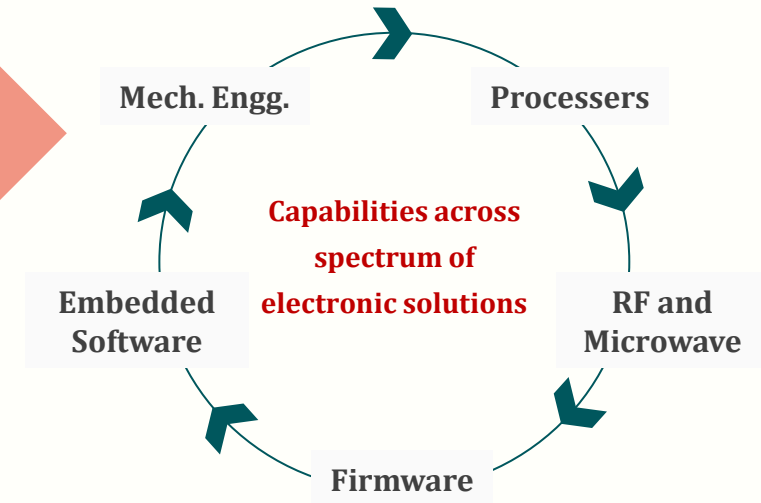 Mech. Engg.
Processers
Capabilities across
spectrum of
electronic solutions
Embedded
Software
RF and
Microwave
Firmware